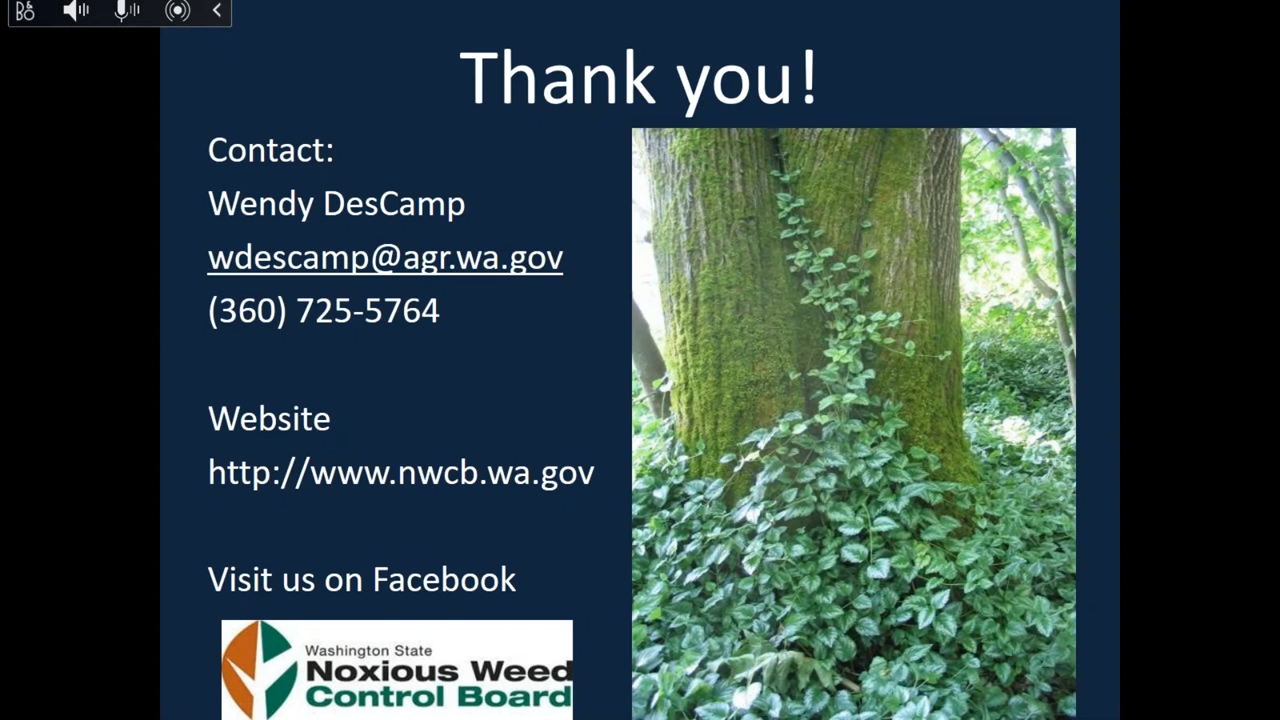 Thank you!
Contact:
Wendy DesCamp
wdescamp@agr.wa.gov
(360) 725-5764
Website
http://www.nwcb.wa.gov
Visit us on Facebook
Washington State
Noxious Weed
Control Board